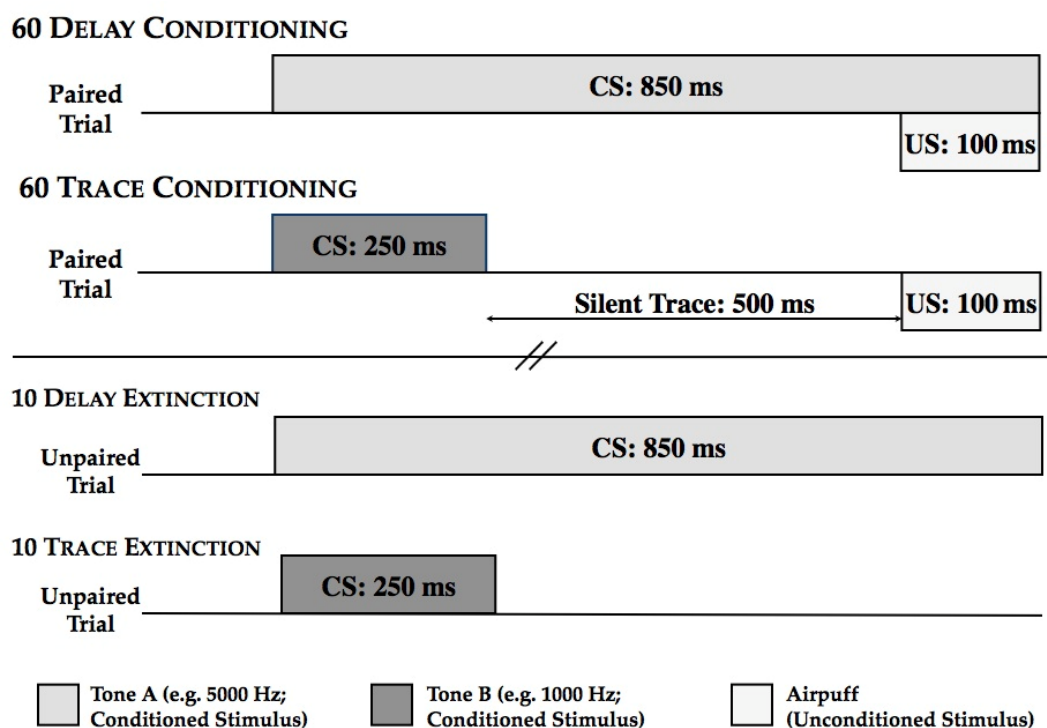 60 DELAY CONDITIONING
CS: 850 ms
Paired
Trial
US: 100 ms
60 TRACE CONDITIONING
CS: 250 ms
Paired
Trial
Silent Trace: 500 ms
US: 100 ms
10 DELAY EXTINCTION
CS: 850 ms
Unpaired
Trial
10 TRACE EXTINCTION
CS: 250 ms
Unpaired
Trial
Tone A (e.g. 5000 Hz;
Conditioned Stimulus)
Tone B (e.g. 1000 Hz;
Conditioned Stimulus)
Airpuff
(Unconditioned Stimulus)